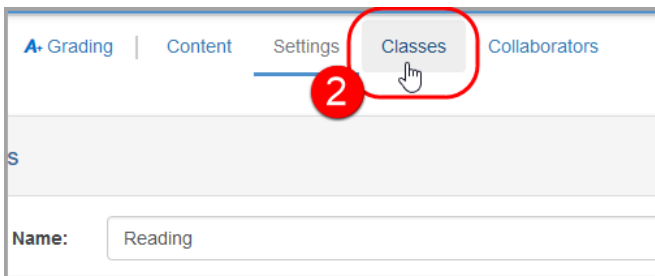 A+ Grading | Content Settings Classes Collaborators
2
s
Name: Reading